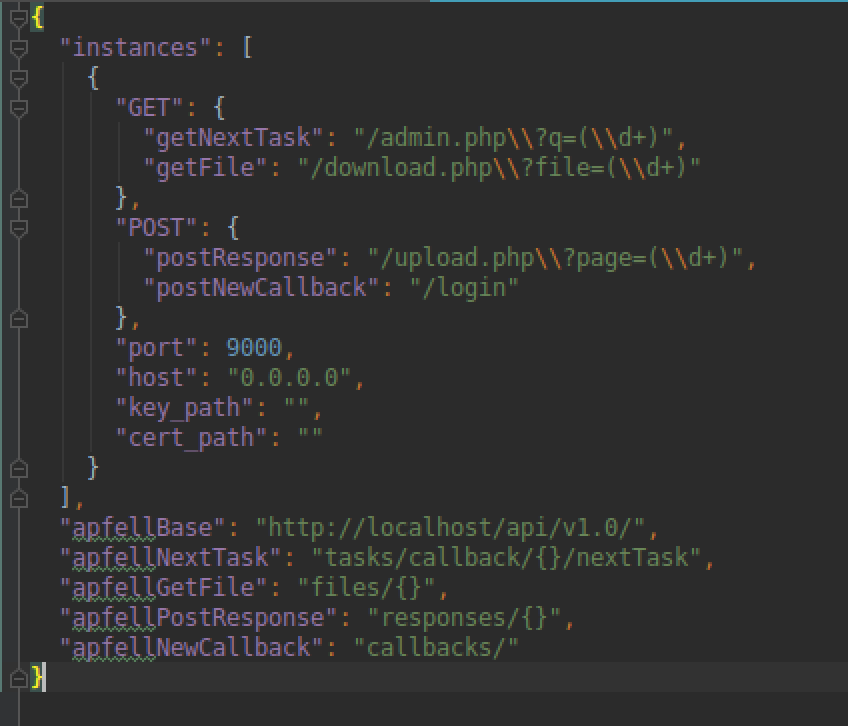 {
  "instances": [
    {
      "GET": {
        "getNextTask": "/admin.php\\?q=(\\d+)",
        "getFile": "/download.php\\?file=(\\d+)"
      },
      "POST": {
        "postResponse": "/upload.php\\?page=(\\d+)",
        "postNewCallback": "/login"
      },
      "port": 9000,
      "host": "0.0.0.0",
      "key_path": "",
      "cert_path": ""
    }
  ],
  "apfellBase": "http://localhost/api/v1.0/",
  "apfellNextTask": "tasks/callback/{}/nextTask",
  "apfellGetFile": "files/{}",
  "apfellPostResponse": "responses/{}",
  "apfellNewCallback": "callbacks/"
}